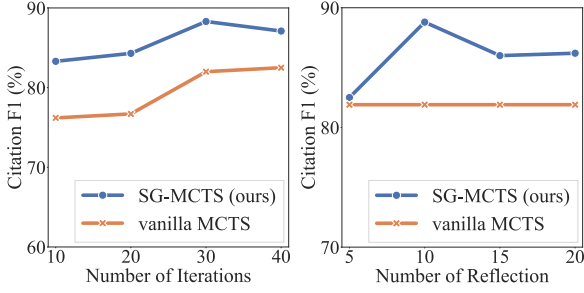 90
80
70
60
Citation F1 (%)
SG-MCTS (ours)
vanilla MCTS
10 20 30 40
Number of Iterations
90
80
70
Citation F1 (%)
SG-MCTS (ours)
vanilla MCTS
5 10 15 20
Number of Reflection